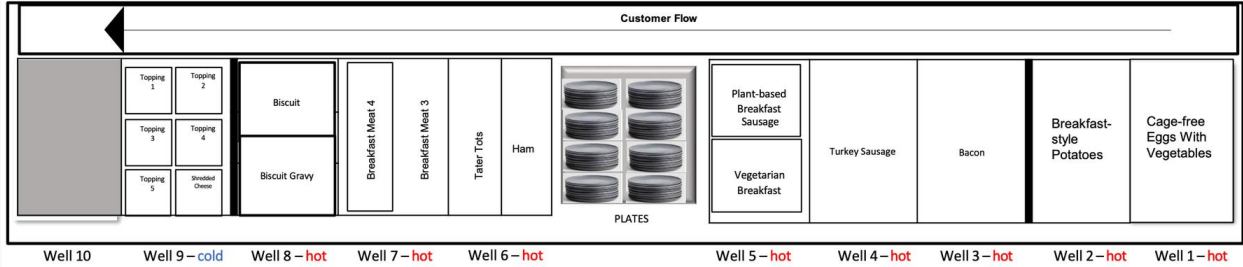 Customer Flow
Topping
1
Topping
2
Topping
3
Topping
4
Topping
5
Shredded
Cheese
Biscuit
Biscuit Gravy
Breakfast Meat 4
Breakfast Meat 3
Tater Tots
Ham
PLATES
Plant-based
Breakfast
Sausage
Vegetarian
Breakfast
Turkey Sausage
Bacon
Breakfast-
style
Potatoes
Cage-free
Eggs With
Vegetables
Well 10
Well 9 – cold
Well 8 – hot
Well 7 – hot
Well 6 – hot
Well 5 – hot
Well 4 – hot
Well 3 – hot
Well 2 – hot
Well 1 – hot